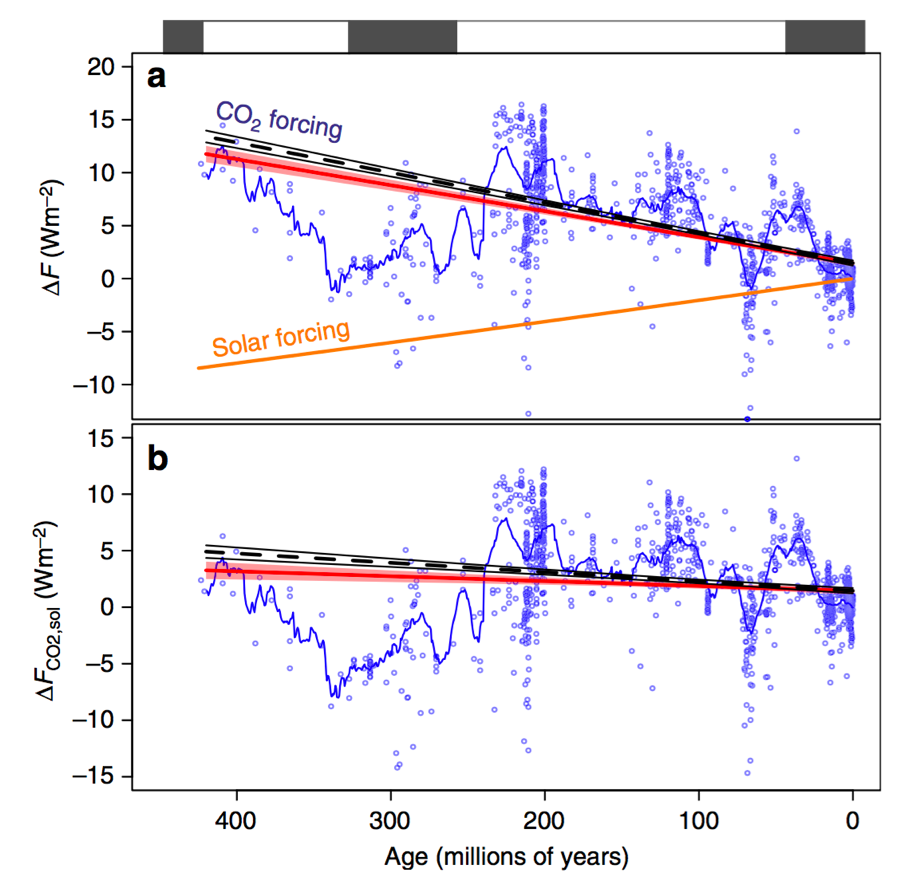 a
CO₂ forcing
Solar forcing
20
15
10
5
0
−5
−10
ΔF (Wm⁻²)
b
15
10
5
0
−5
−10
−15
ΔF_CO2,sol (Wm⁻²)
400 300 200 100 0
Age (millions of years)